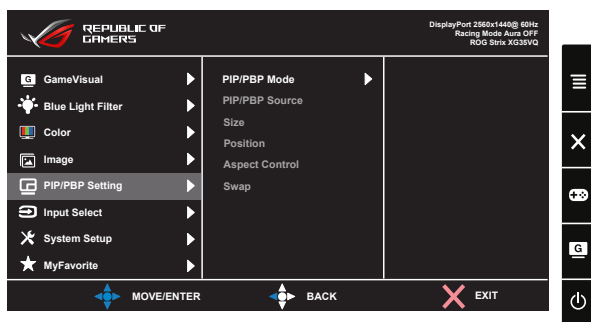 REPUBLIC OF
GAMERS
DisplayPort 2560x1440@ 60Hz
Racing Mode Aura OFF
ROG Strix XG35VQ
G GameVisual
Blue Light Filter
Color
Image
PIP/PBP Setting
Input Select
System Setup
MyFavorite
PIP/PBP Mode
PIP/PBP Source
Size
Position
Aspect Control
Swap
G
MOVE/ENTER
BACK
EXIT